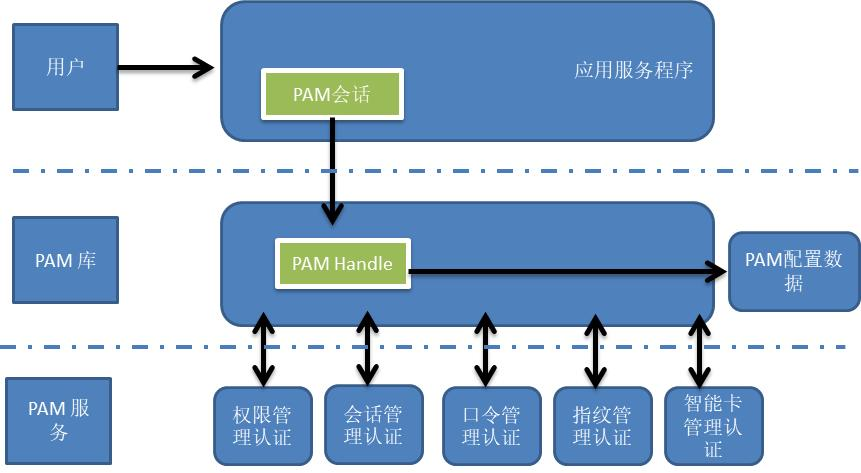 用户
应用服务程序
PAM会话
PAM 库
PAM Handle
PAM配置数
据
PAM 服
务
权限管
理认证
会话管
理认证
口令管
理认证
指纹管
理认证
智能卡
管理认
证